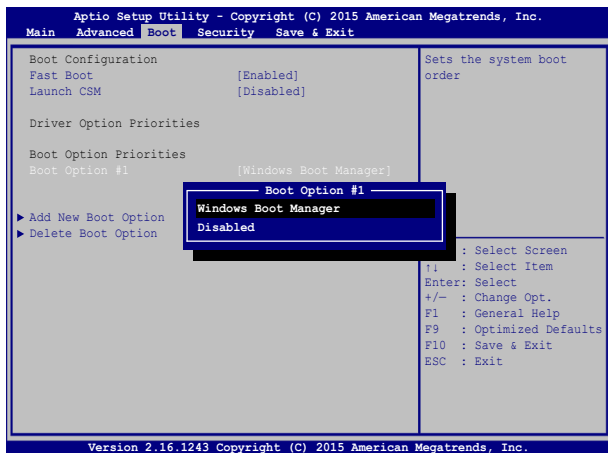 Aptio Setup Utility - Copyright (C) 2015 American Megatrends, Inc.
Main Advanced Boot Security Save & Exit
Boot Configuration
Fast Boot [Enabled]
Launch CSM [Disabled]
Driver Option Priorities
Boot Option Priorities
Boot Option #1 [Windows Boot Manager]
Add New Boot Option
Delete Boot Option
Boot Option #1
Windows Boot Manager
Disabled
Sets the system boot
order
: Select Screen
↑↓ : Select Item
Enter: Select
+/— : Change Opt.
F1 : General Help
F9 : Optimized Defaults
F10 : Save & Exit
ESC : Exit
Version 2.16.1243 Copyright (C) 2015 American Megatrends, Inc.